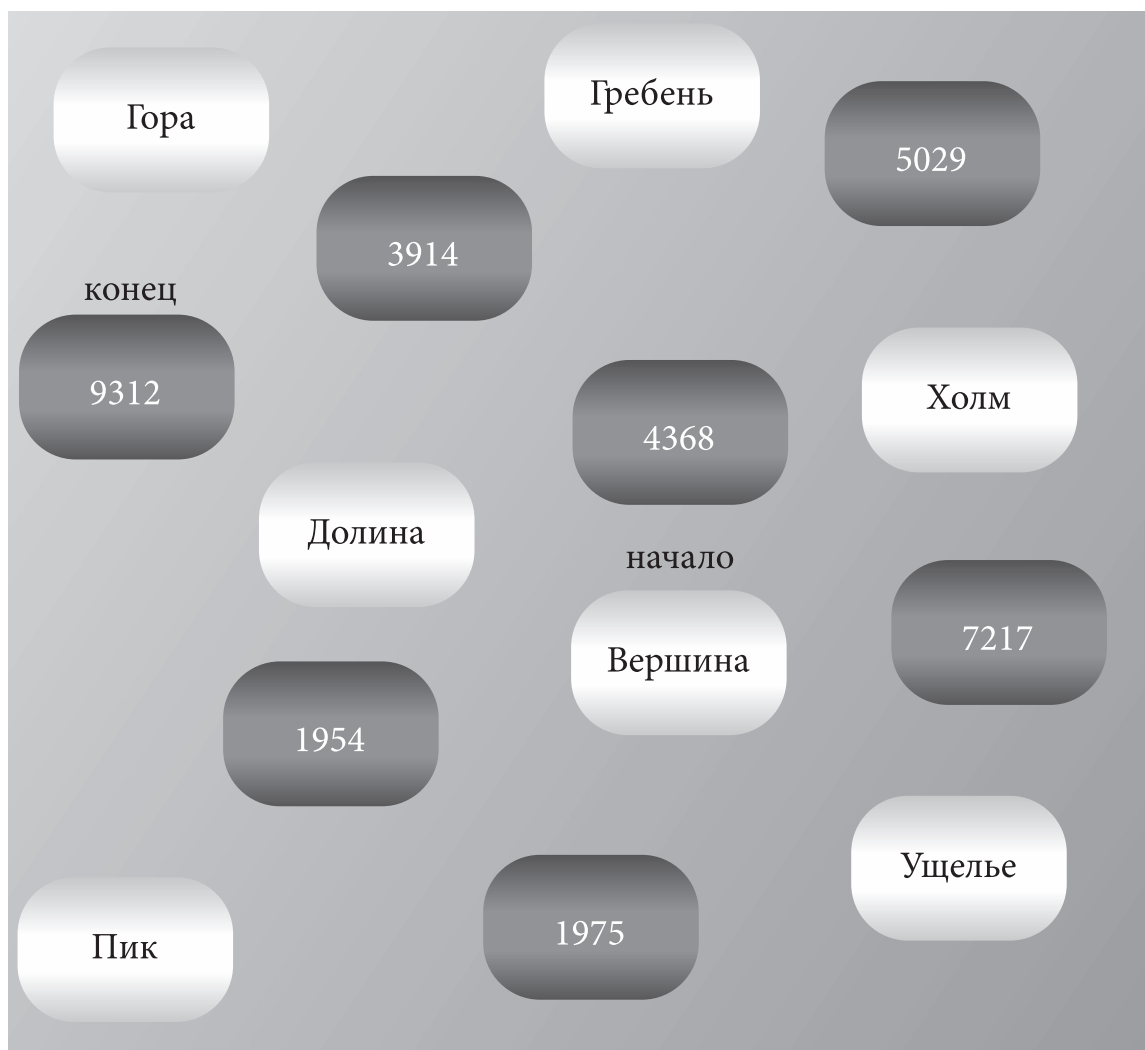 Гора
Гребень
5029
3914
конец
9312
Холм
4368
Долина
начало
7217
Вершина
1954
Ущелье
1975
Пик